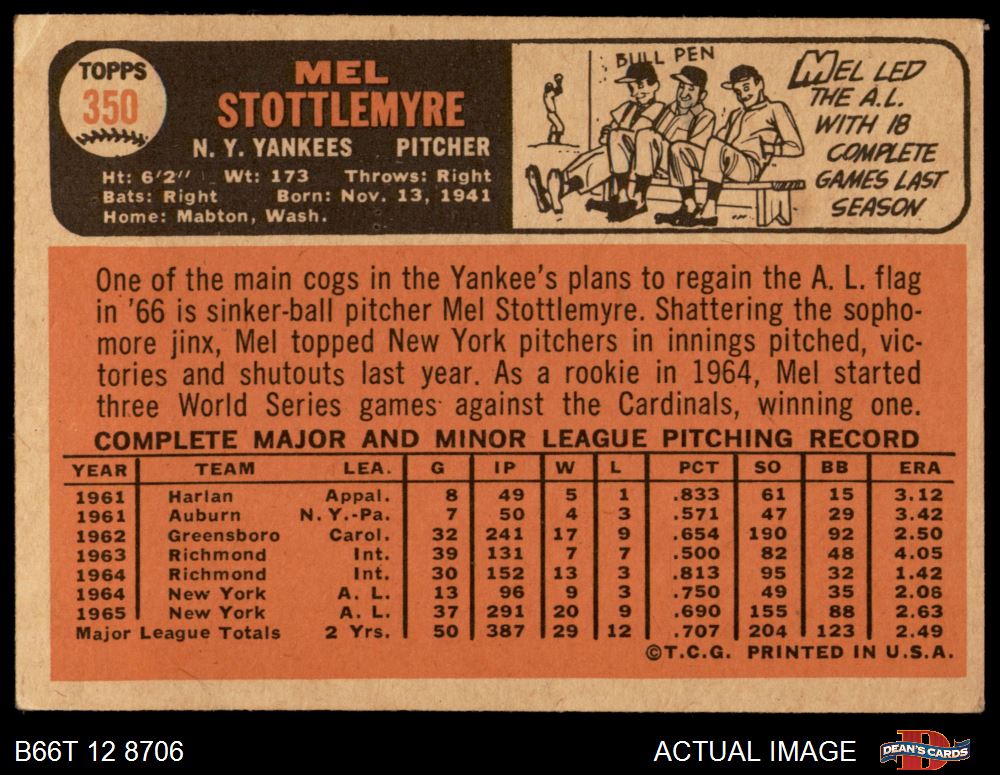 TOPPS
350
MEL
STOTTLEMYRE
N. Y. YANKEES PITCHER
Ht: 6'2" Wt: 173 Throws: Right
Bats: Right Born: Nov. 13, 1941
Home: Mabton, Wash.
BULL PEN
MEL LED
THE A.L.
WITH 18
COMPLETE
GAMES LAST
SEASON
One of the main cogs in the Yankee's plans to regain the A. L. flag
in '66 is sinker-ball pitcher Mel Stottlemyre. Shattering the sopho-
more jinx, Mel topped New York pitchers in innings pitched, vic-
tories and shutouts last year. As a rookie in 1964, Mel started
three World Series games against the Cardinals, winning one.
COMPLETE MAJOR AND MINOR LEAGUE PITCHING RECORD
YEAR TEAM LEA. G IP W L PCT SO BB ERA
1961 Harlan Appal. 8 49 5 1 .833 61 15 3.12
1961 Auburn N.Y.-Pa. 7 50 4 3 .571 47 29 3.42
1962 Greensboro Carol. 32 241 17 9 .654 190 92 2.50
1963 Richmond Int. 39 131 7 7 .500 82 48 4.05
1964 Richmond Int. 30 152 13 3 .813 95 32 1.42
1964 New York A. L. 13 96 9 3 .750 49 35 2.06
1965 New York A. L. 37 291 20 9 .690 155 88 2.63
Major League Totals 2 Yrs. 50 387 29 12 .707 204 123 2.49
©T.C.G. PRINTED IN U.S.A.
B66T 12 8706 ACTUAL IMAGE
DEAN'S CARDS